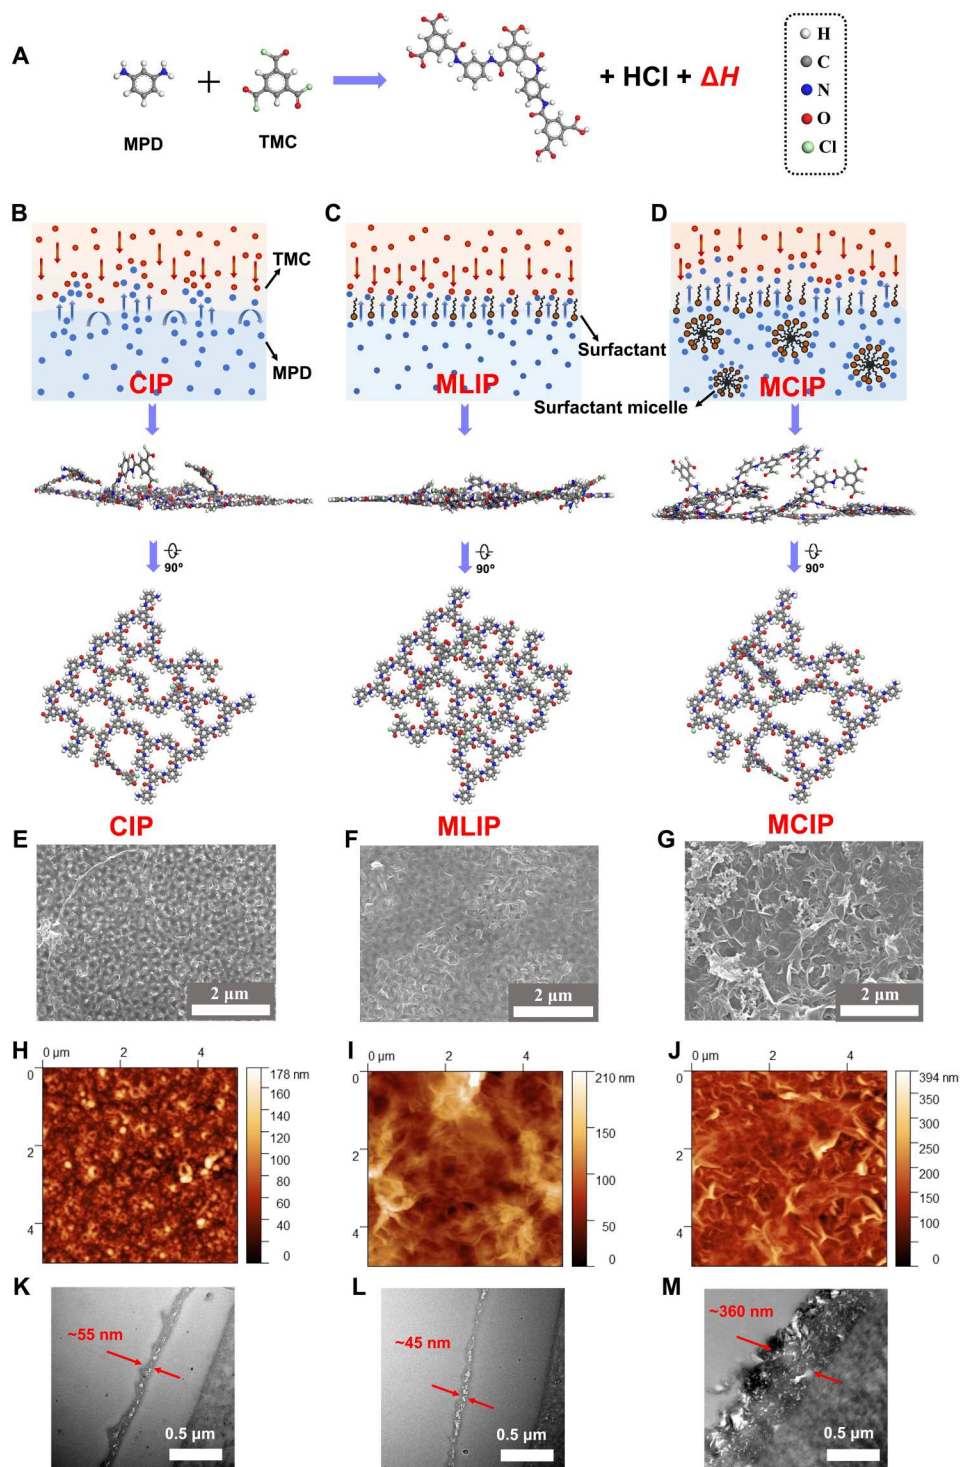 A
MPD
+
TMC
+ HCl + ΔH
H
C
N
O
Cl
B
C
D
TMC
MPD
CIP
MLIP
Surfactant
Surfactant micelle
MCIP
90°
90°
90°
CIP
MLIP
MCIP
E
2 μm
F
2 μm
G
2 μm
H
0 μm 2 4
0
2
4
178 nm
160
140
120
100
80
60
40
20
0
I
0 μm 2 4
0
2
4
210 nm
150
100
50
0
J
0 μm 2 4
0
2
4
394 nm
350
300
250
200
150
100
0
K
~55 nm
0.5 μm
L
~45 nm
0.5 μm
M
~360 nm
0.5 μm